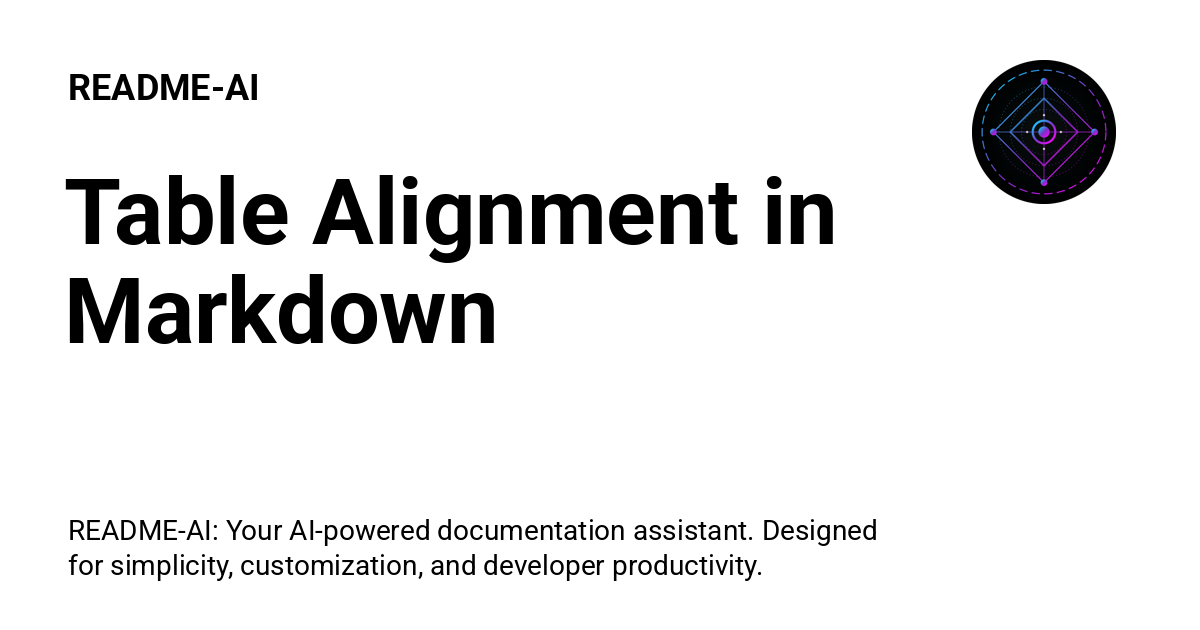 README-AI
Table Alignment in
Markdown
README-AI: Your AI-powered documentation assistant. Designed
for simplicity, customization, and developer productivity.